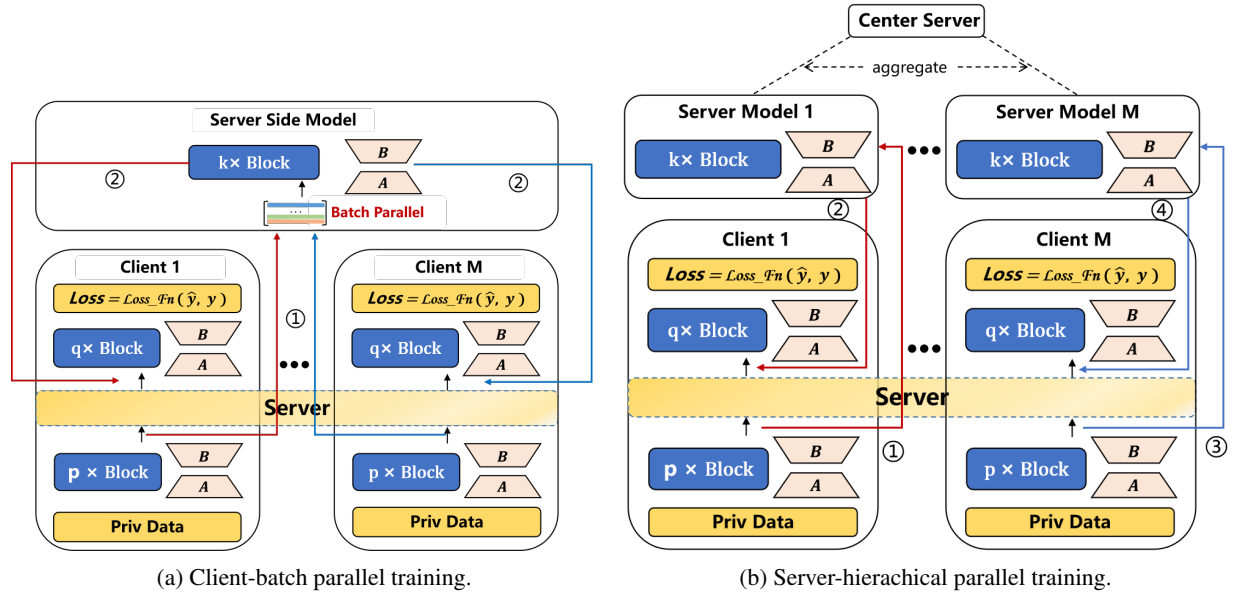 Server Side Model
k× Block
B
A
②
②
[ ... ]
Batch Parallel
Client 1
Loss = Loss_Fn(ŷ, y)
q× Block
B
A
①
•••
Client M
Loss = Loss_Fn(ŷ, y)
q× Block
B
A
Server
p × Block
B
A
Priv Data
p × Block
B
A
Priv Data
(a) Client-batch parallel training.
Center Server
aggregate
Server Model 1
k× Block
B
A
②
•••
Server Model M
k× Block
B
A
④
Client 1
Loss = Loss_Fn(ŷ, y)
q× Block
B
A
•••
Client M
Loss = Loss_Fn(ŷ, y)
q× Block
B
A
Server
①
③
p × Block
B
A
Priv Data
p × Block
B
A
Priv Data
(b) Server-hierachical parallel training.